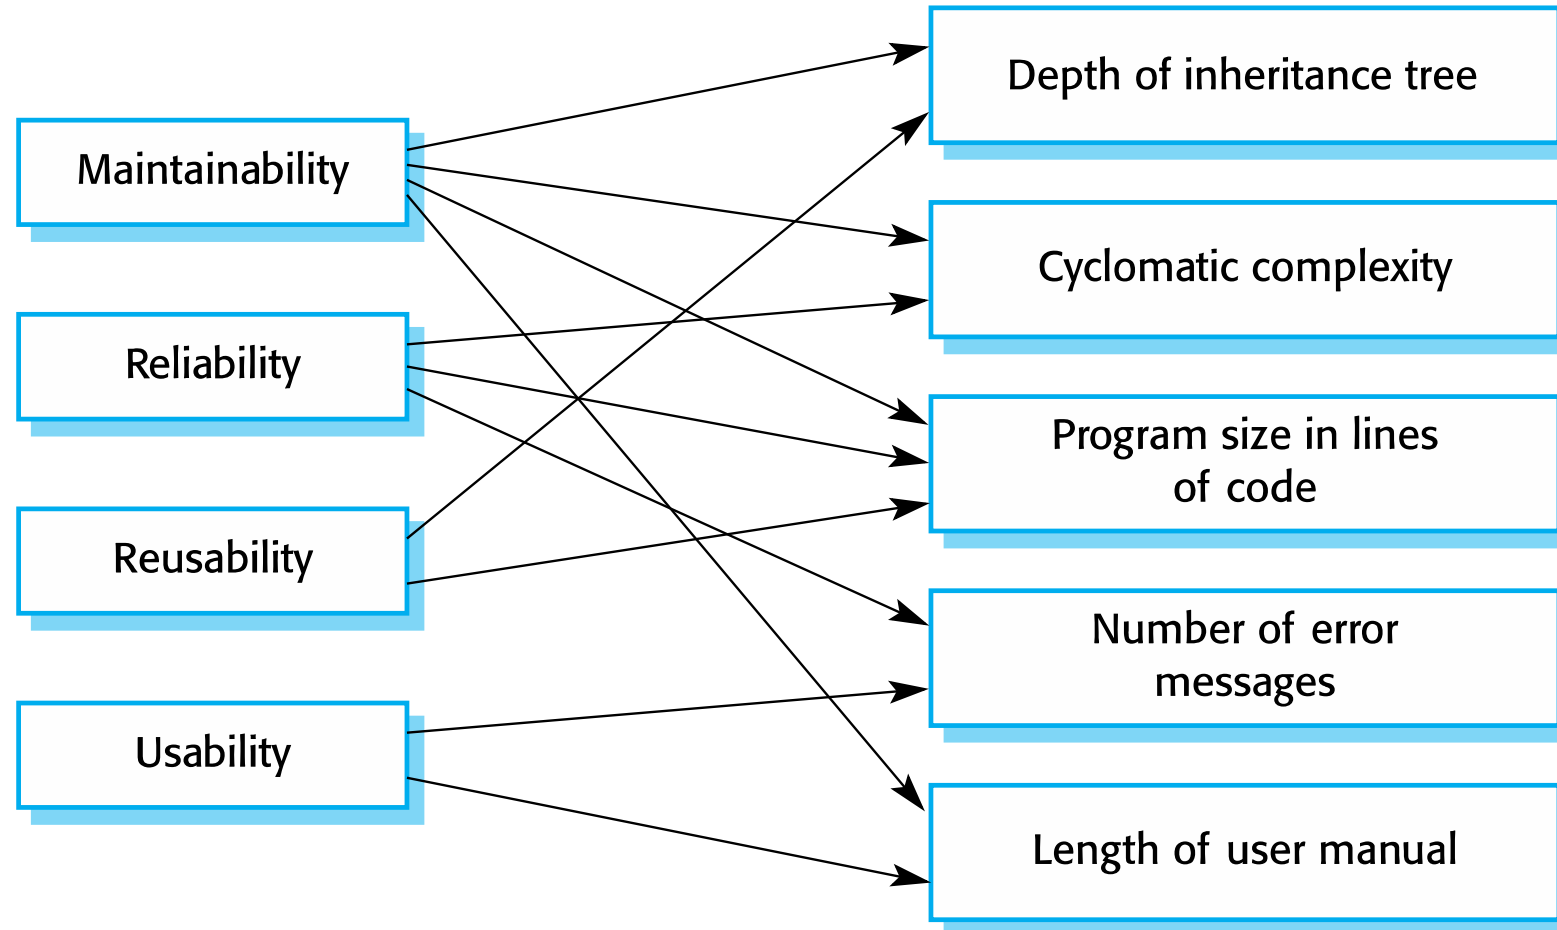 Maintainability
Reliability
Reusability
Usability
Depth of inheritance tree
Cyclomatic complexity
Program size in lines
of code
Number of error
messages
Length of user manual